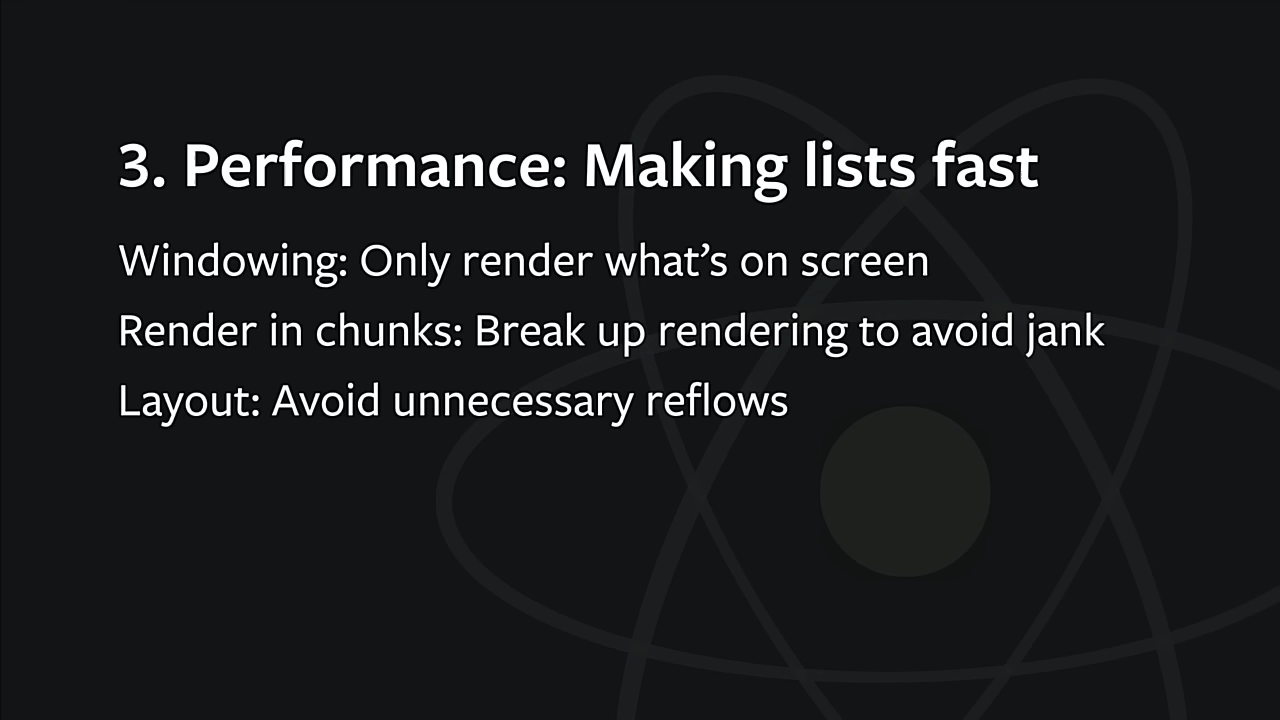 3. Performance: Making lists fast
Windowing: Only render what’s on screen
Render in chunks: Break up rendering to avoid jank
Layout: Avoid unnecessary reflows